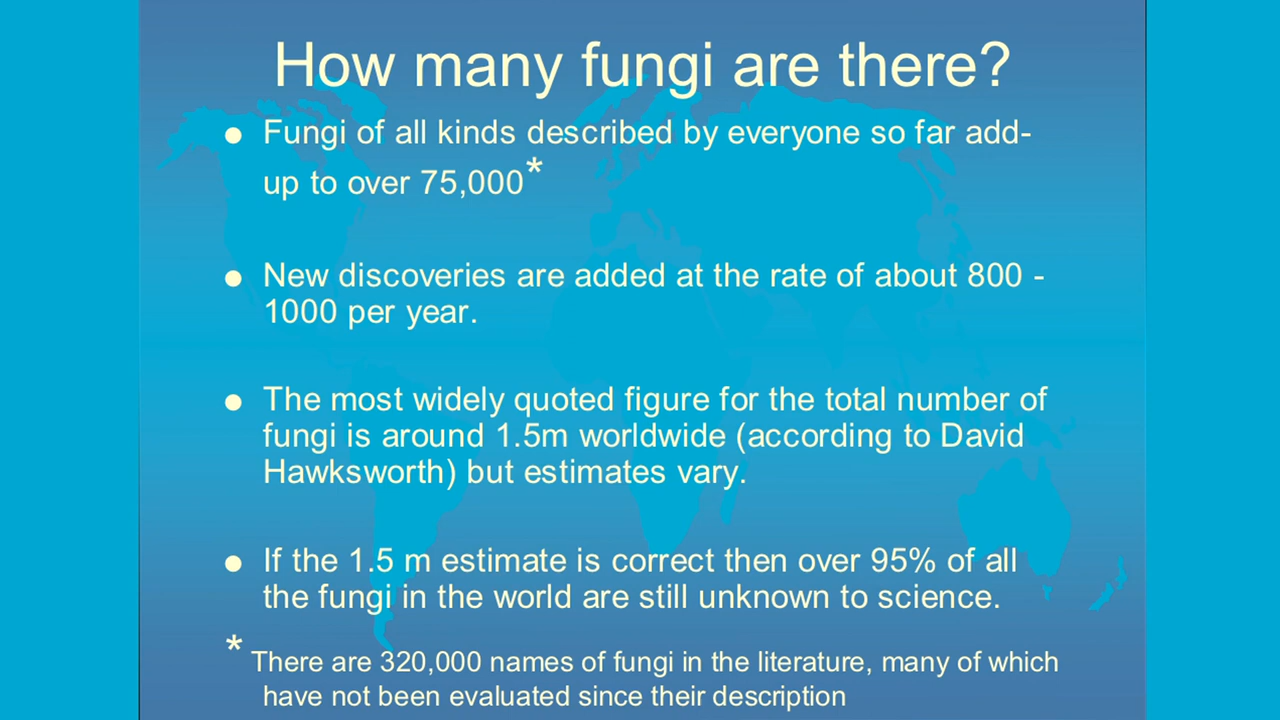 How many fungi are there?
● Fungi of all kinds described by everyone so far add-
up to over 75,000*
● New discoveries are added at the rate of about 800 -
1000 per year.
● The most widely quoted figure for the total number of
fungi is around 1.5m worldwide (according to David
Hawksworth) but estimates vary.
● If the 1.5 m estimate is correct then over 95% of all
the fungi in the world are still unknown to science.
* There are 320,000 names of fungi in the literature, many of which
have not been evaluated since their description